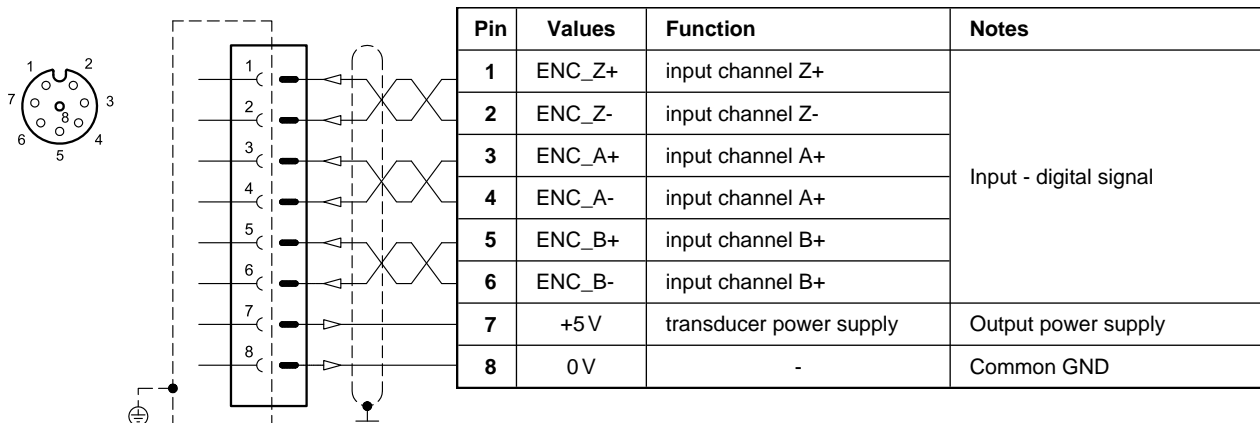 1 2
7 3
8
6 4
5
1
2
3
4
5
6
7
8
Pin Values Function Notes
1 ENC_Z+ input channel Z+
2 ENC_Z- input channel Z-
3 ENC_A+ input channel A+
Input - digital signal
4 ENC_A- input channel A+
5 ENC_B+ input channel B+
6 ENC_B- input channel B+
7 +5 V transducer power supply Output power supply
8 0 V - Common GND